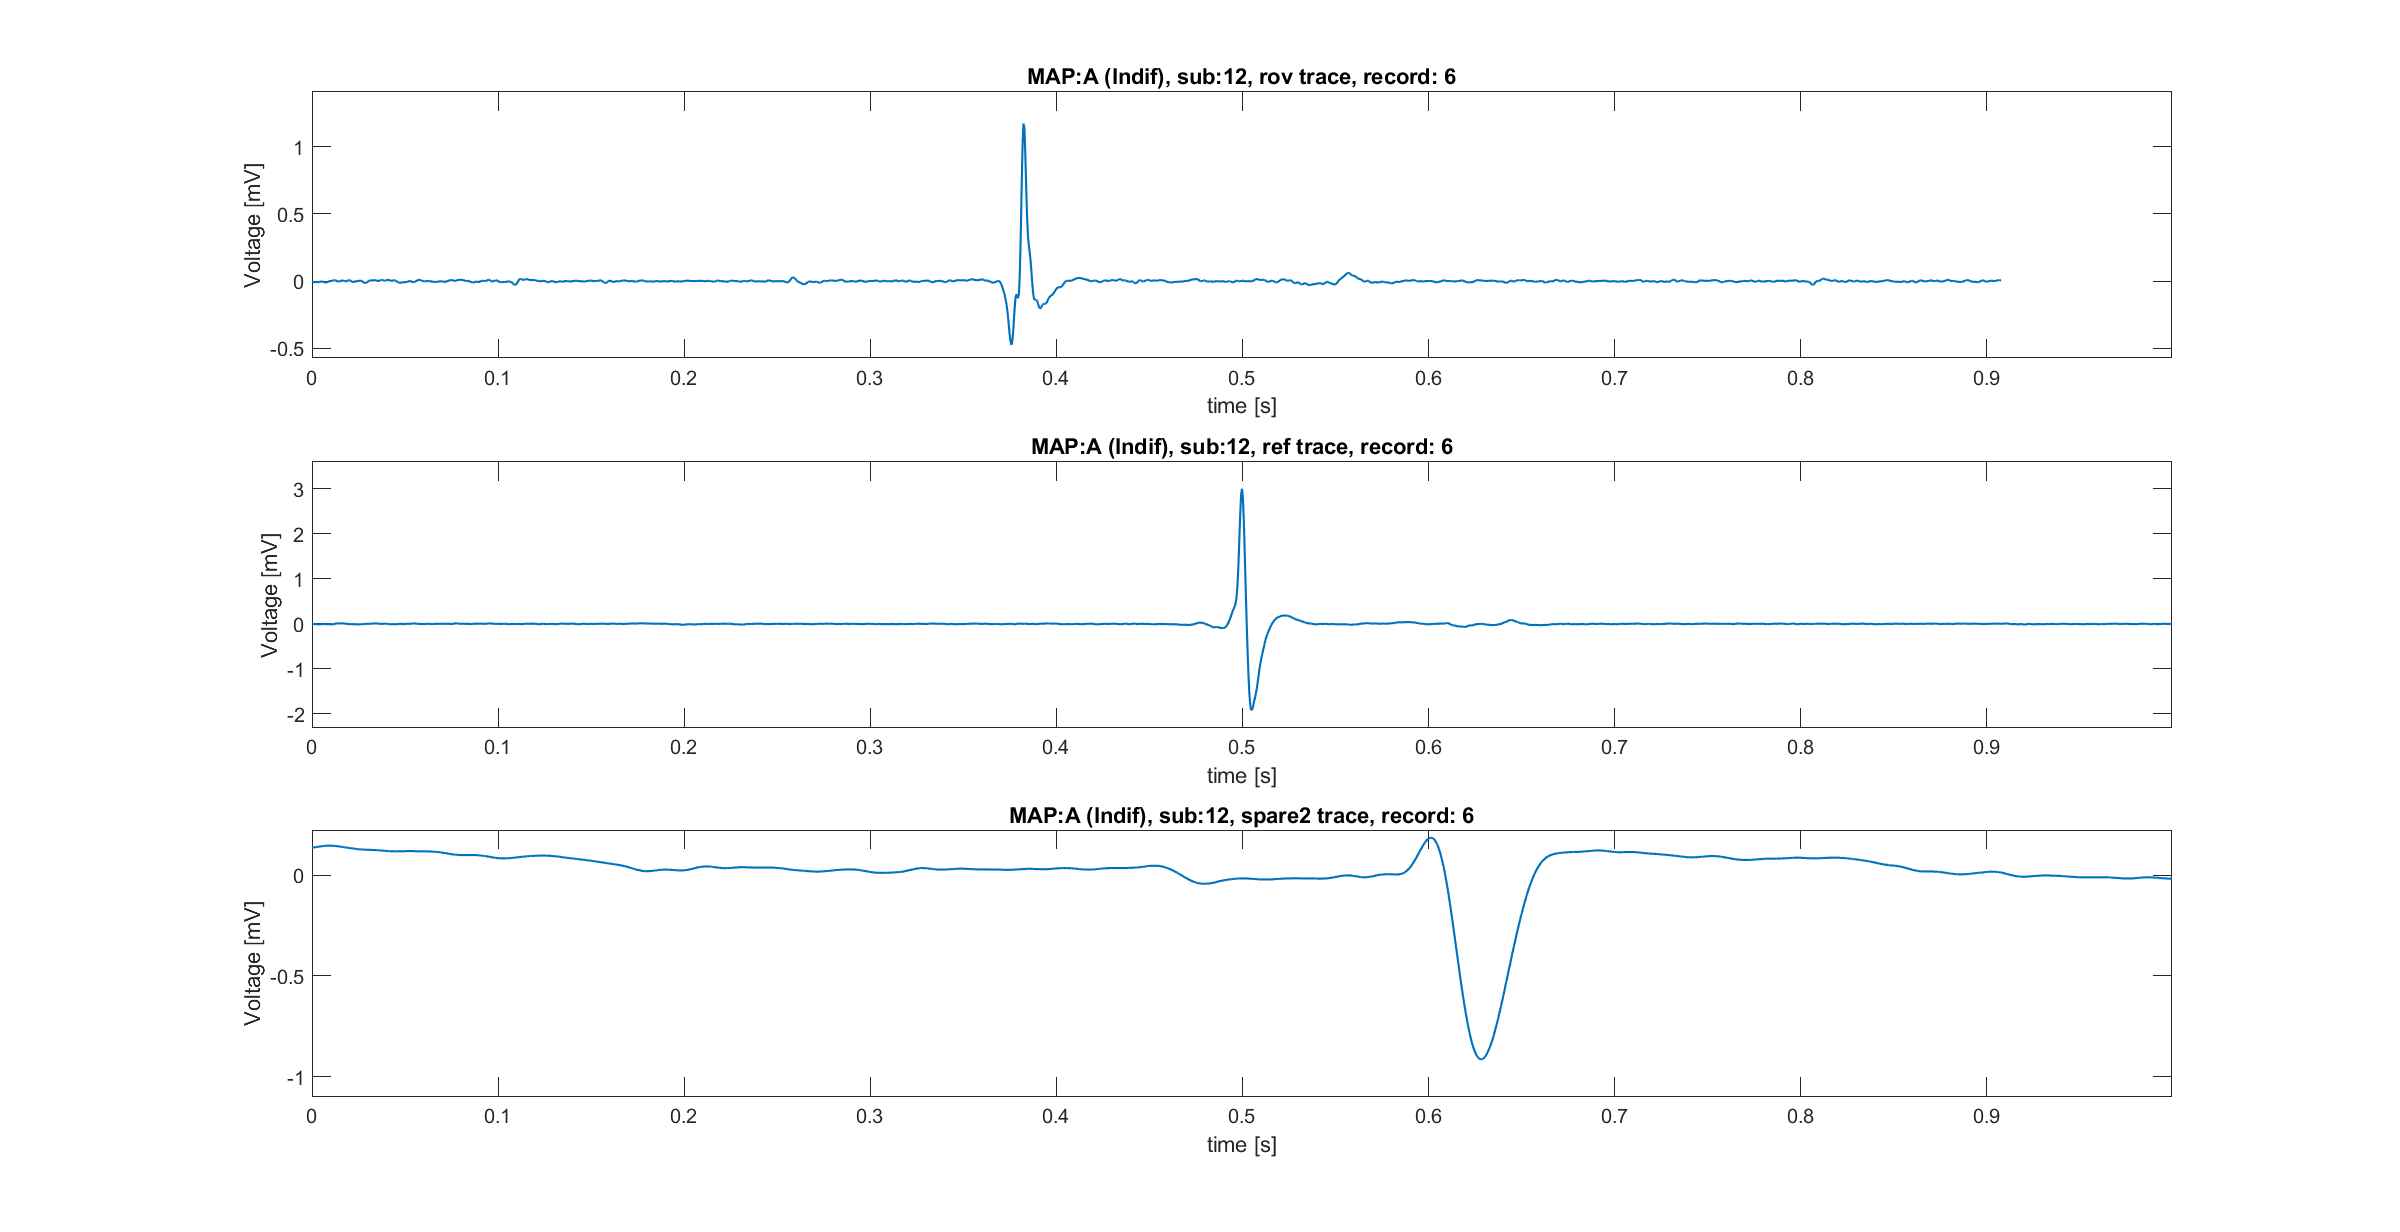 MAP:A (Indif), sub:12, rov trace, record: 6
Voltage [mV]
1
0.5
0
-0.5
0 0.1 0.2 0.3 0.4 0.5 0.6 0.7 0.8 0.9
time [s]
MAP:A (Indif), sub:12, ref trace, record: 6
Voltage [mV]
3
2
1
0
-1
-2
0 0.1 0.2 0.3 0.4 0.5 0.6 0.7 0.8 0.9
time [s]
MAP:A (Indif), sub:12, spare2 trace, record: 6
Voltage [mV]
0
-0.5
-1
0 0.1 0.2 0.3 0.4 0.5 0.6 0.7 0.8 0.9
time [s]